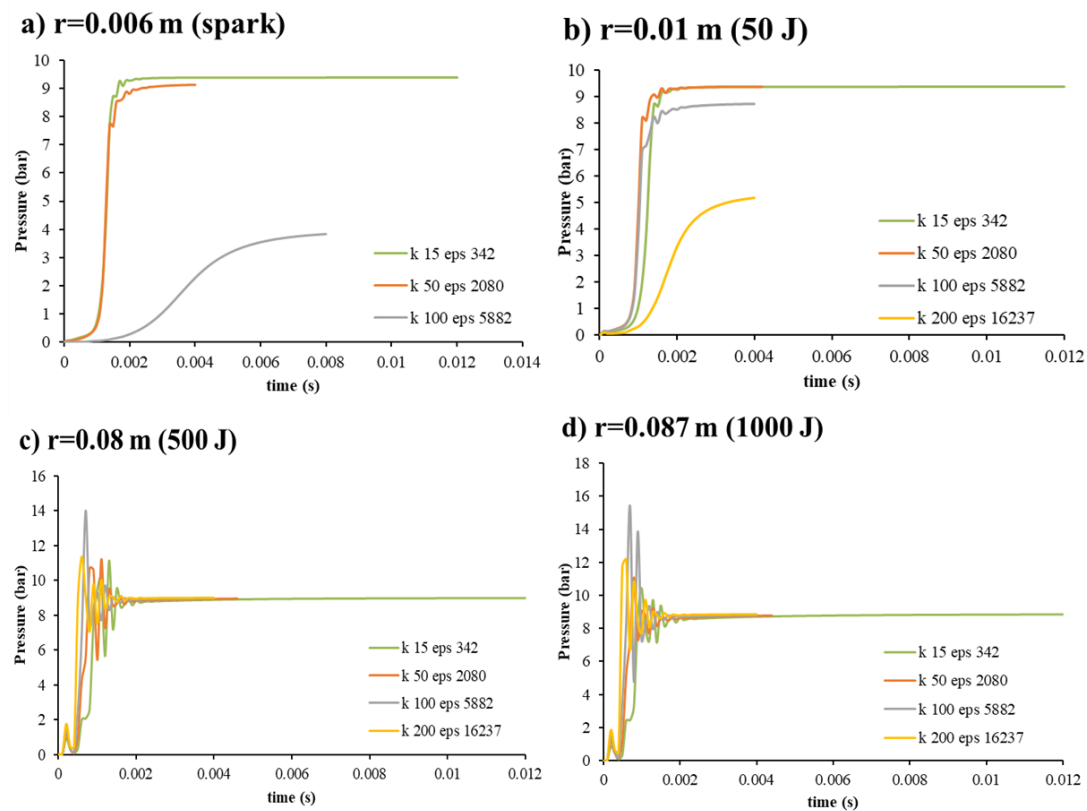 a) r=0.006 m (spark)
Pressure (bar)
10
9
8
7
6
5
4
3
2
1
0
0 0.002 0.004 0.006 0.008 0.01 0.012 0.014
time (s)
k 15 eps 342
k 50 eps 2080
k 100 eps 5882
b) r=0.01 m (50 J)
Pressure (bar)
10
9
8
7
6
5
4
3
2
1
0
0 0.002 0.004 0.006 0.008 0.01 0.012
time (s)
k 15 eps 342
k 50 eps 2080
k 100 eps 5882
k 200 eps 16237
c) r=0.08 m (500 J)
Pressure (bar)
16
14
12
10
8
6
4
2
0
0 0.002 0.004 0.006 0.008 0.01 0.012
time (s)
k 15 eps 342
k 50 eps 2080
k 100 eps 5882
k 200 eps 16237
d) r=0.087 m (1000 J)
Pressure (bar)
18
16
14
12
10
8
6
4
2
0
0 0.002 0.004 0.006 0.008 0.01 0.012
time (s)
k 15 eps 342
k 50 eps 2080
k 100 eps 5882
k 200 eps 16237